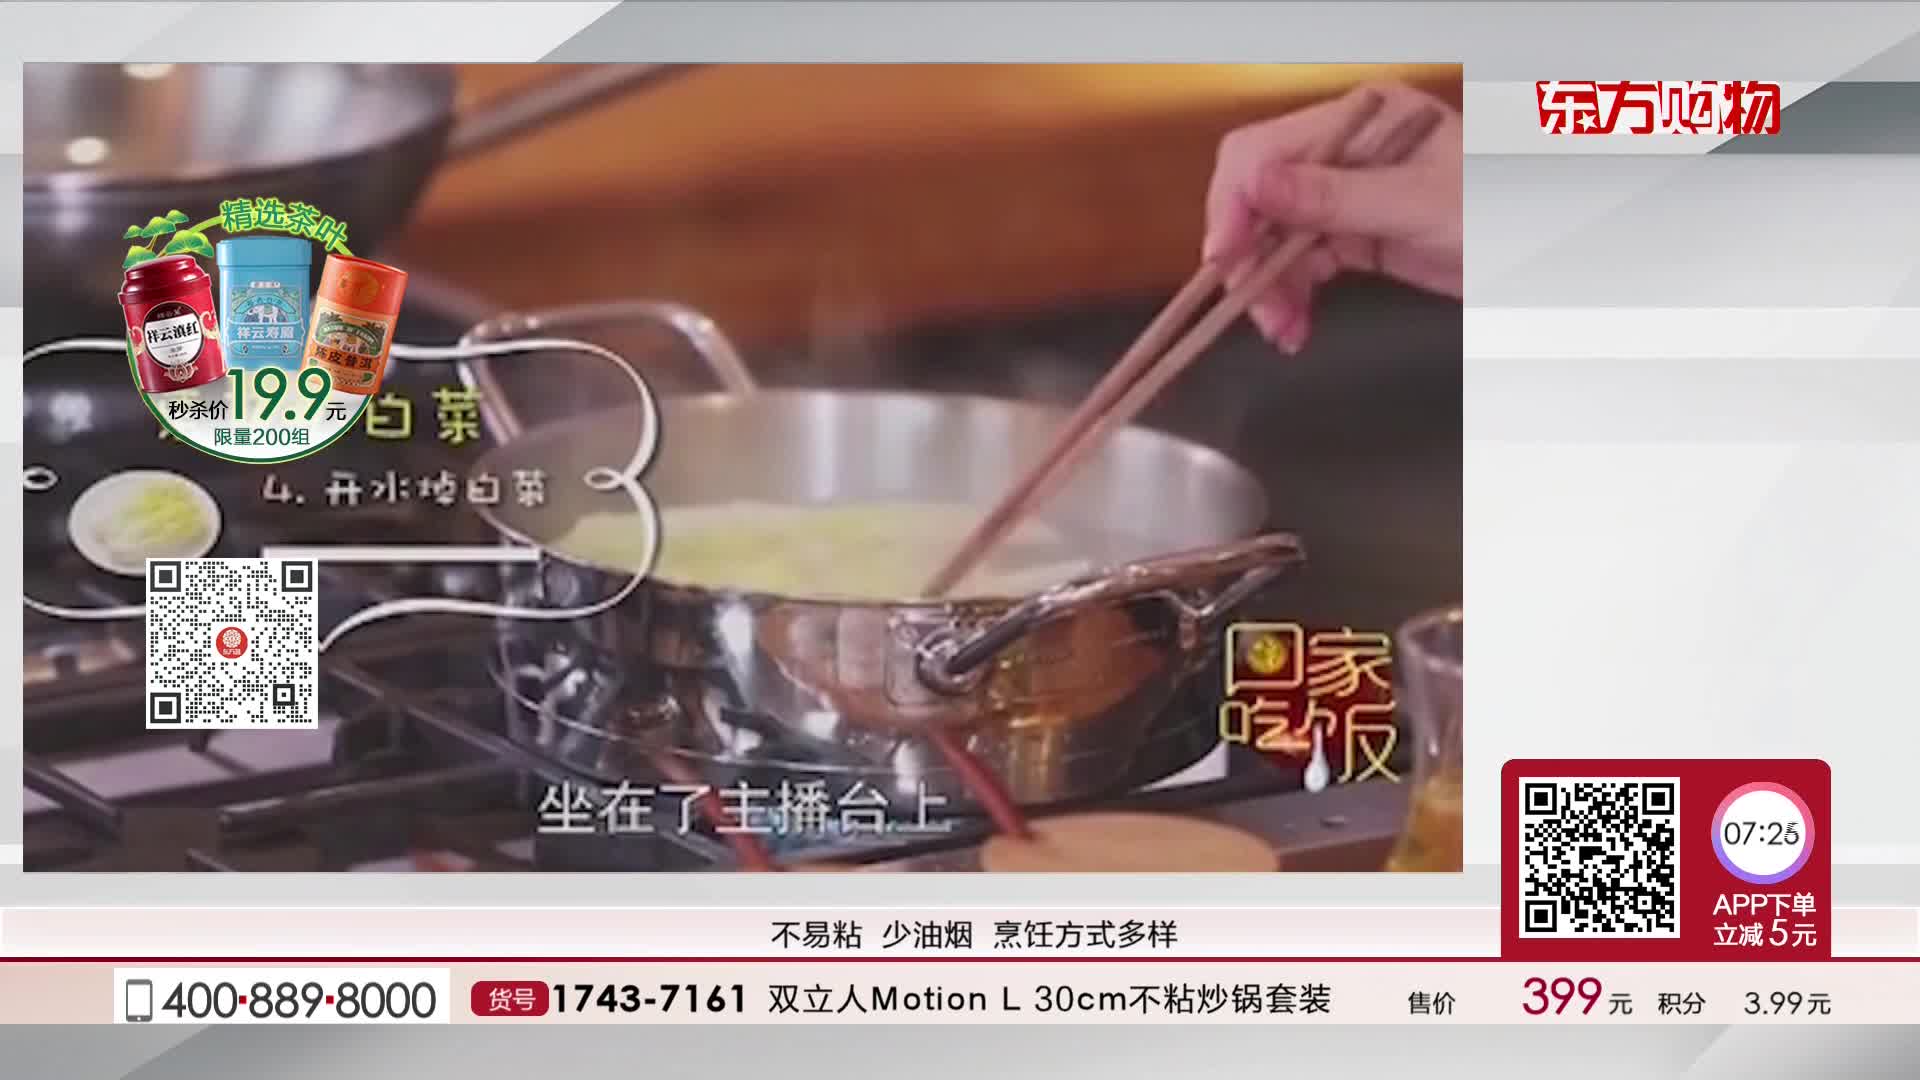 东方购物
精选茶叶
祥云滇红
祥云寿眉
陈皮普洱
秒杀价19.9元
限量200组
白菜
4. 开水焯白菜
回家
吃饭
坐在了主播台上
07:25
APP下单
立减5元
不易粘 少油烟 烹饪方式多样
400-889-8000
货号 1743-7161 双立人Motion L 30cm不粘炒锅套装
售价 399元 积分 3.99元